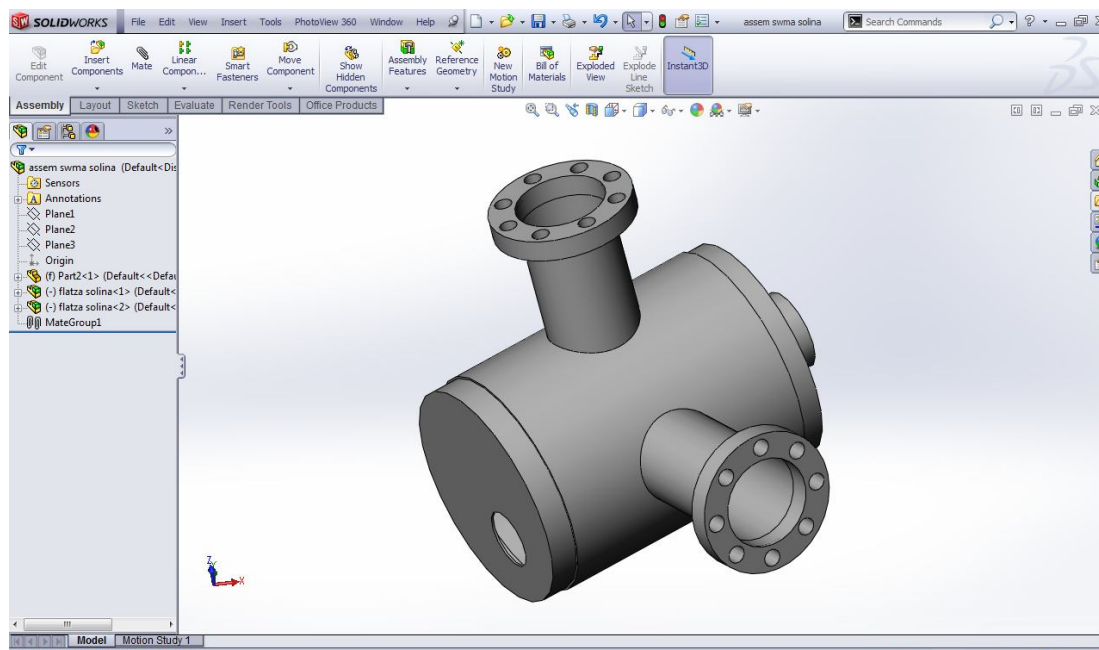 SOLIDWORKS File Edit View Insert Tools PhotoView 360 Window Help assem swma solina Search Commands
Edit Component
Insert Components
Mate
Linear Compon...
Smart Fasteners
Move Component
Show Hidden Components
Assembly Features
Reference Geometry
New Motion Study
Bill of Materials
Exploded View
Explode Line Sketch
Instant3D
Assembly Layout Sketch Evaluate Render Tools Office Products
assem swma solina (Default<Dis
Sensors
A Annotations
Plane1
Plane2
Plane3
Origin
(f) Part2<1> (Default<<Defau
(-) flatza solina<1> (Default<
(-) flatza solina<2> (Default<
MateGroup1
Z
X
Model Motion Study 1